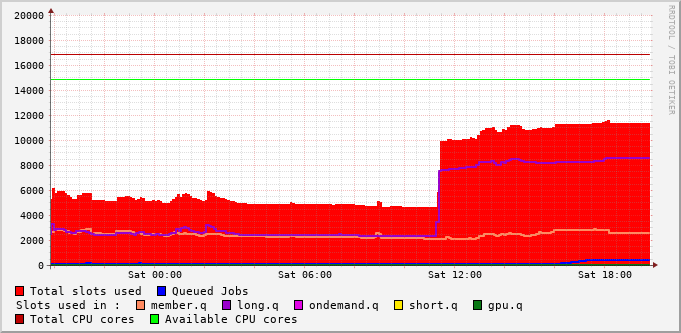 20000
18000
16000
14000
12000
10000
8000
6000
4000
2000
0
Sat 00:00 Sat 06:00 Sat 12:00 Sat 18:00
Total slots used Queued Jobs
Slots used in : member.q long.q ondemand.q short.q gpu.q
Total CPU cores Available CPU cores
RRDTOOL / TOBI OETIKER